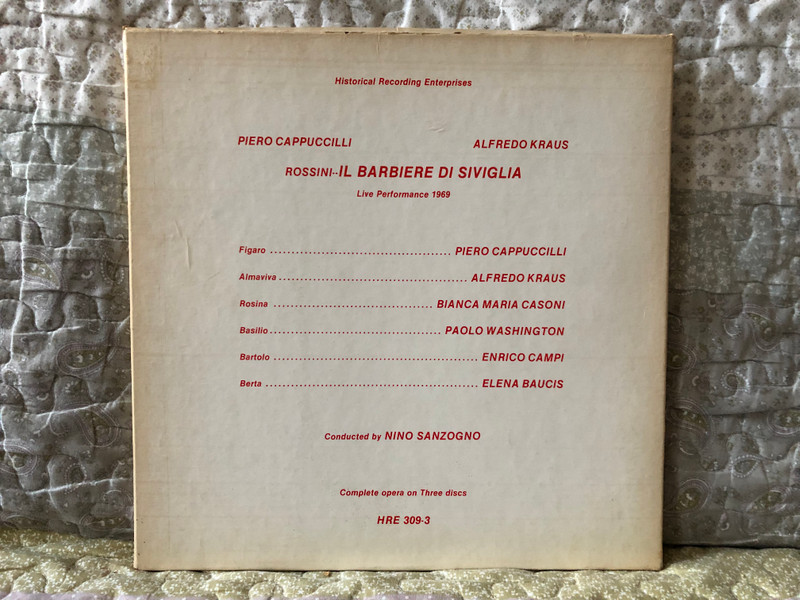 Historical Recording Enterprises
PIERO CAPPUCCILLI ALFREDO KRAUS
ROSSINI--IL BARBIERE DI SIVIGLIA
Live Performance 1969
Figaro .......................................... PIERO CAPPUCCILLI
Almaviva ............................................ ALFREDO KRAUS
Rosina ..................................... BIANCA MARIA CASONI
Basilio ........................................ PAOLO WASHINGTON
Bartolo ............................................... ENRICO CAMPI
Berta ................................................. ELENA BAUCIS
Conducted by NINO SANZOGNO
Complete opera on Three discs
HRE 309-3